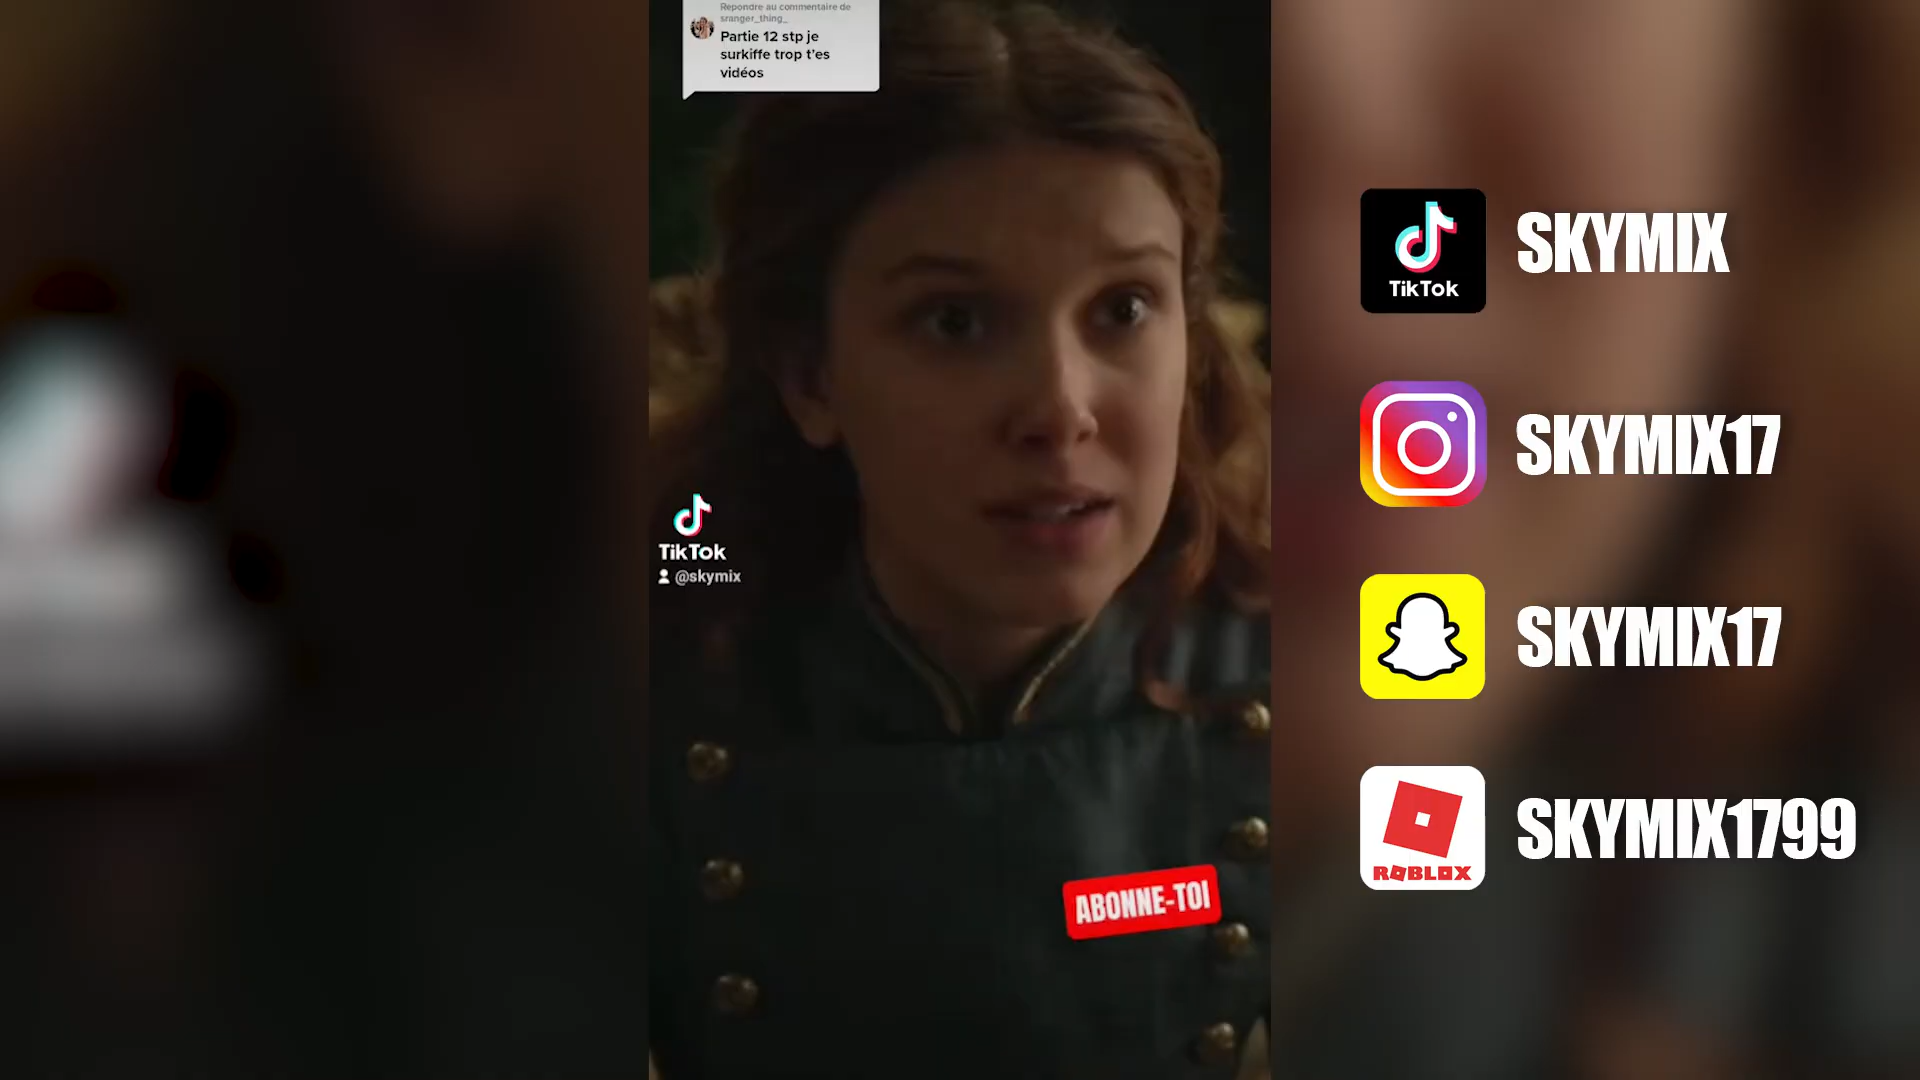 Repondre au commentaire de
sranger_thing_
Partie 12 stp je
surkiffe trop t'es
vidéos
TikTok
@skymix
ABONNE-TOI
TikTok
SKYMIX
SKYMIX17
SKYMIX17
ROBLOX
SKYMIX1799